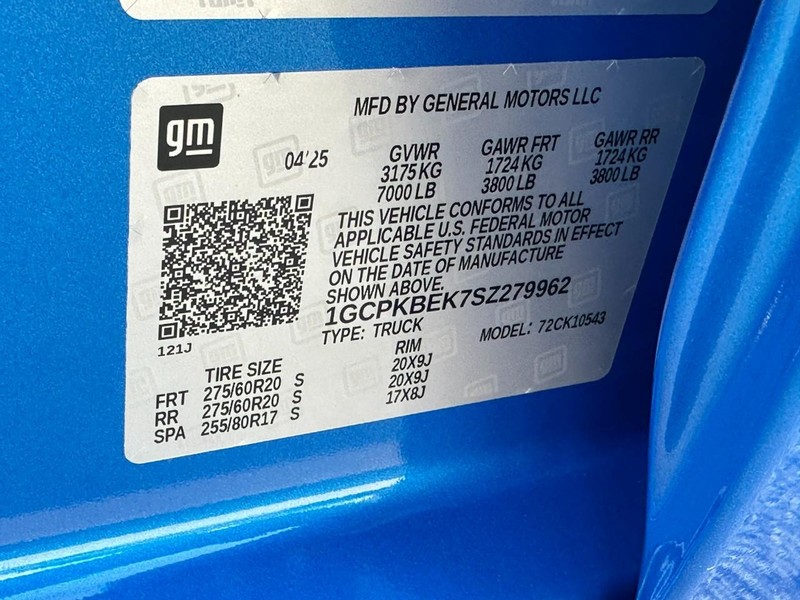 gm
MFD BY GENERAL MOTORS LLC
04/25 GVWR GAWR FRT GAWR RR
3175 KG 1724 KG 1724 KG
7000 LB 3800 LB 3800 LB
THIS VEHICLE CONFORMS TO ALL
APPLICABLE U.S. FEDERAL MOTOR
VEHICLE SAFETY STANDARDS IN EFFECT
ON THE DATE OF MANUFACTURE
SHOWN ABOVE.
1GCPKBEK7SZ279962
TYPE: TRUCK MODEL: 72CK10543
121J
TIRE SIZE RIM
FRT 275/60R20 S 20X9J
RR 275/60R20 S 20X9J
SPA 255/80R17 S 17X8J